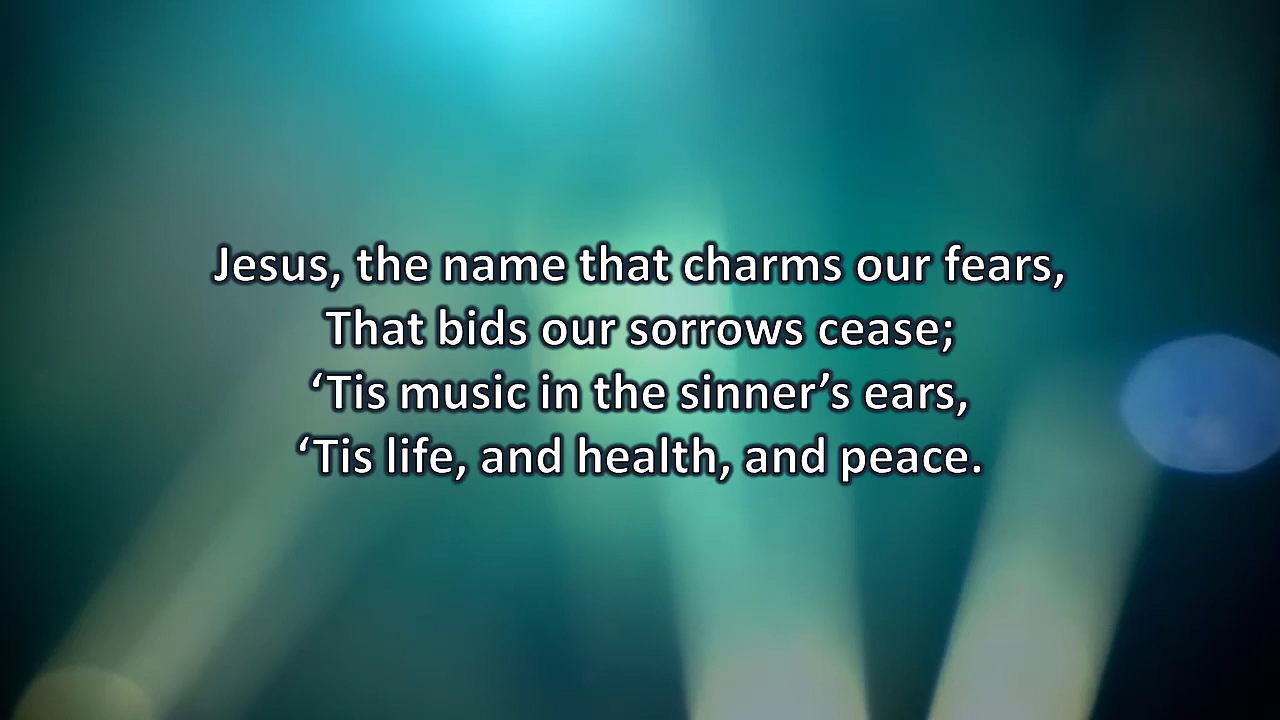 Jesus, the name that charms our fears,
That bids our sorrows cease;
‘Tis music in the sinner’s ears,
‘Tis life, and health, and peace.